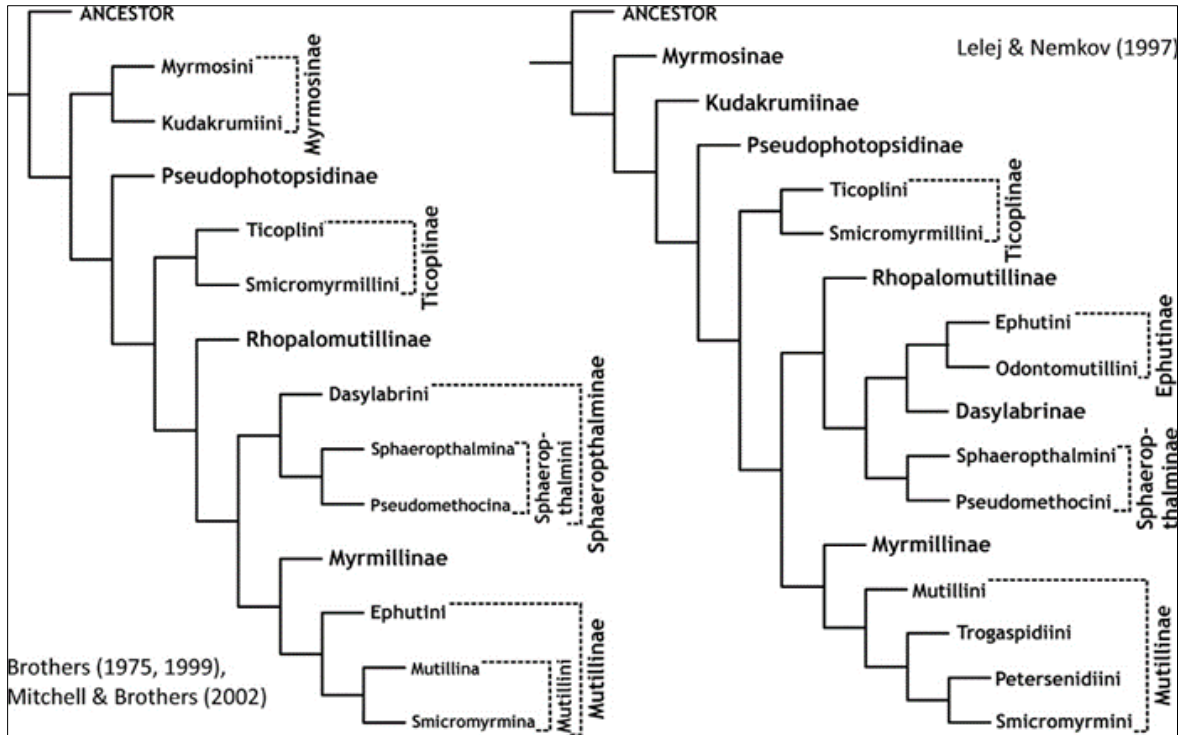 ANCESTOR
Myrmosini
Kudakrumiini
Myrmosinae
Pseudophotopsidinae
Ticoplini
Smicromyrmillini
Ticoplinae
Rhopalomutillinae
Dasylabrini
Sphaeropthalmina
Pseudomethocina
Sphaerop-
thalmini
Sphaeropthalminae
Myrmillinae
Ephutini
Mutillina
Smicromyrmina
Mutillini
Mutillinae
Brothers (1975, 1999),
Mitchell & Brothers (2002)
ANCESTOR
Lelej & Nemkov (1997)
Myrmosinae
Kudakrumiinae
Pseudophotopsidinae
Ticoplini
Smicromyrmillini
Ticoplinae
Rhopalomutillinae
Ephutini
Odontomutillini
Ephutinae
Dasylabrinae
Sphaeropthalmini
Pseudomethocini
Sphaerop-
thalminae
Myrmillinae
Mutillini
Trogaspidiini
Petersenidiini
Smicromyrmini
Mutillinae